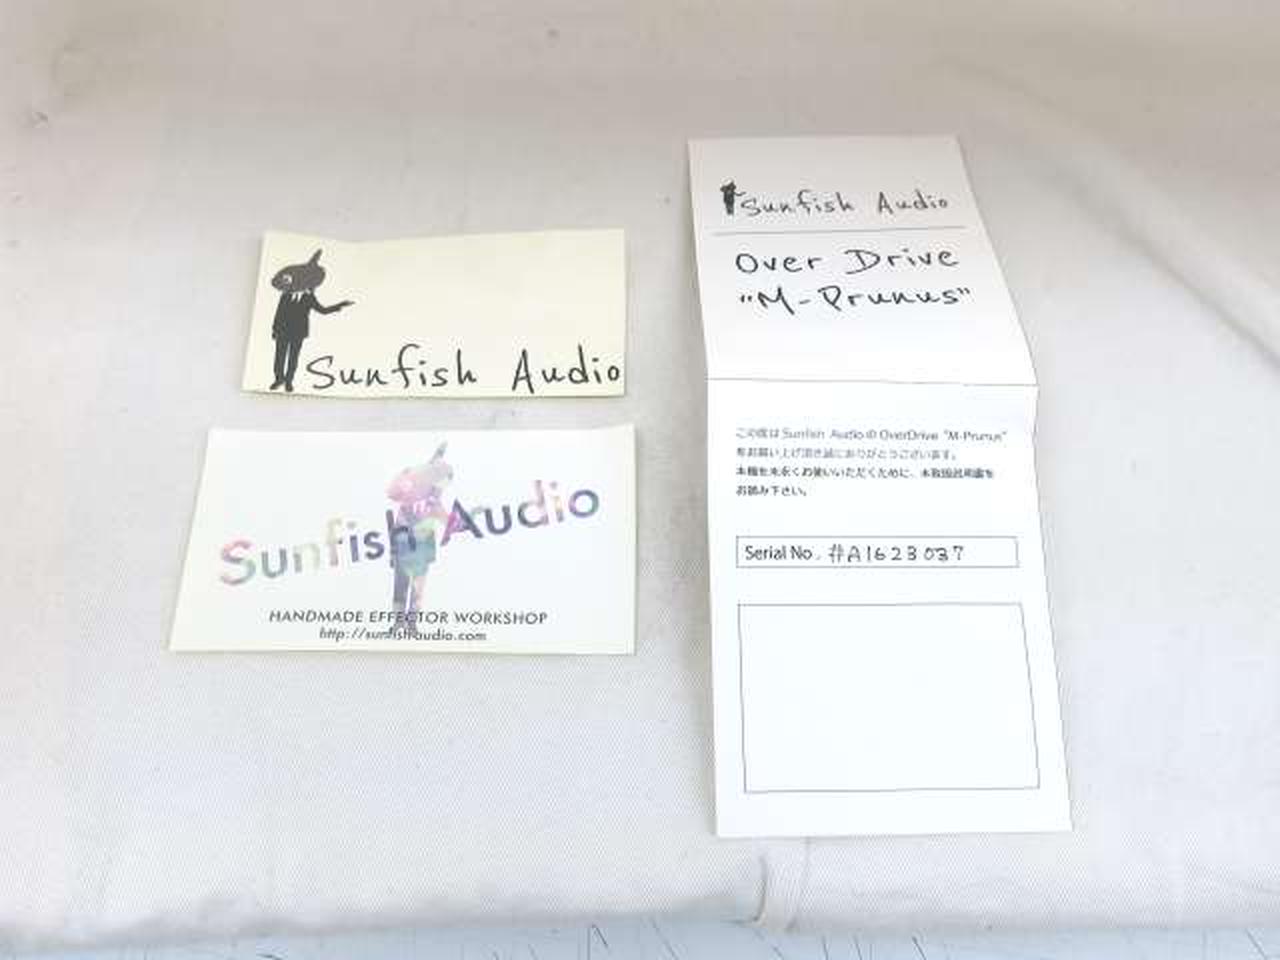 Sunfish Audio
Sunfish Audio
HANDMADE EFFECTOR WORKSHOP
http://sunfish-audio.com
Sunfish Audio
Over Drive
"M-Prunus"
この度は Sunfish Audio の OverDrive "M-Prunus"
をお買い上げ頂き誠にありがとうございます。
本機を末永くお使いいただくために、本取扱説明書を
お読み下さい。
Serial No. #A1623037